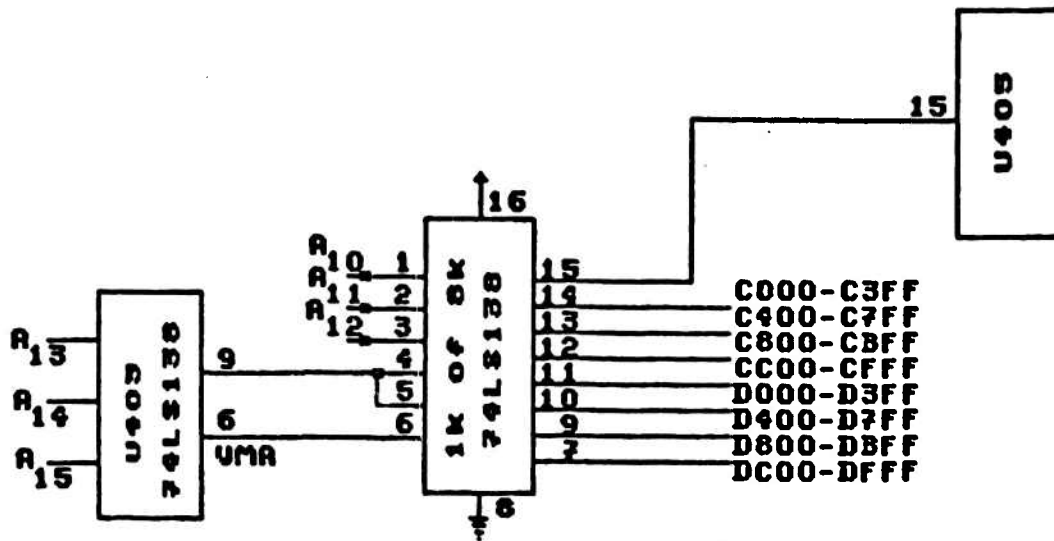 15
U405
16
A10 1
A11 2
A12 3
4
5
6
1K OF 8K
74LS138
15
14
13
12
11
10
9
7
8
C000-C3FF
C400-C7FF
C800-CBFF
CC00-CFFF
D000-D3FF
D400-D7FF
D800-DBFF
DC00-DFFF
A13
A14
A15
U409
74LS138
9
6
VMA